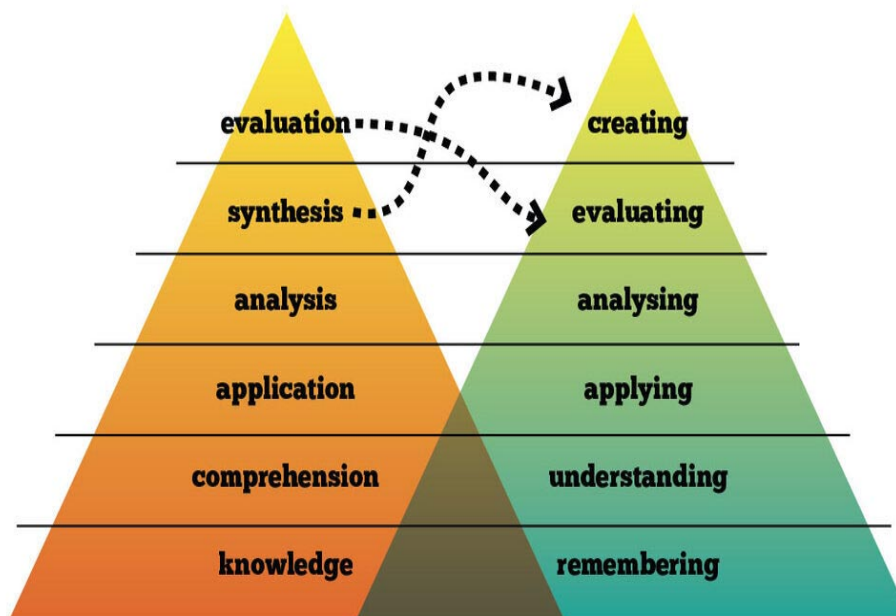 evaluation
creating
synthesis
evaluating
analysis
analysing
application
applying
comprehension
understanding
knowledge
remembering